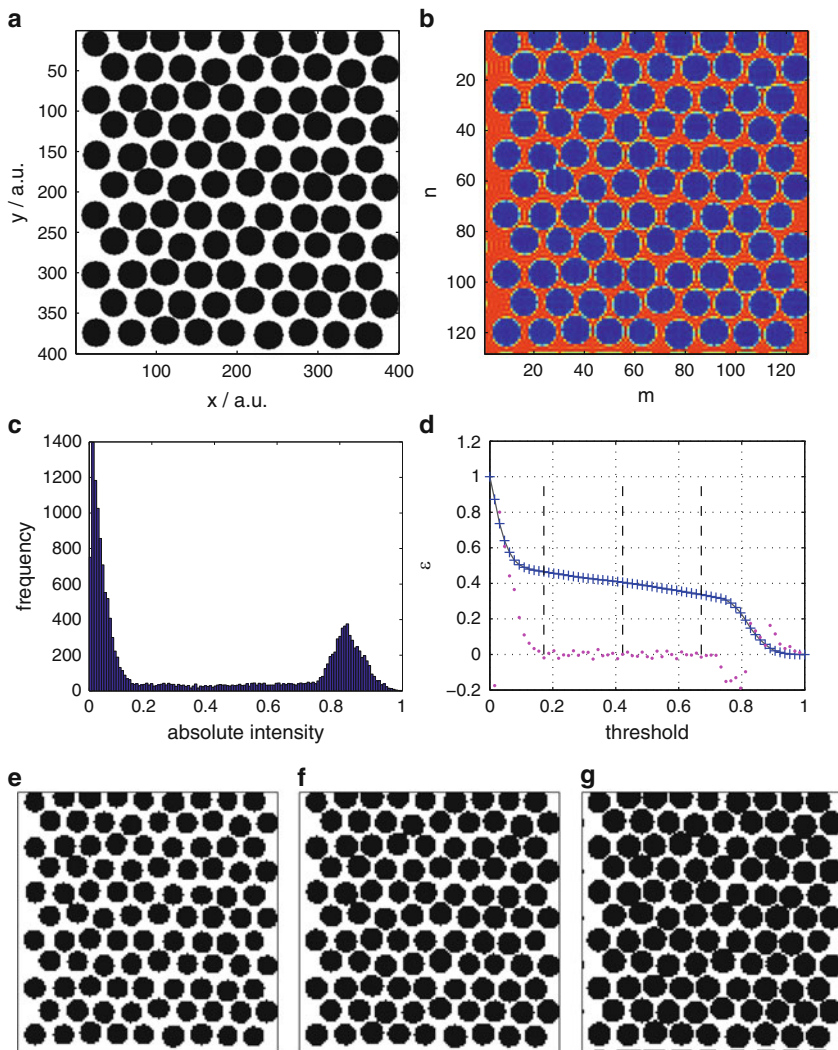 a
50
100
150
200
250
300
350
400
y / a.u.
100 200 300 400
x / a.u.
b
20
40
60
80
100
120
n
20 40 60 80 100 120
m
c
1400
1200
1000
800
600
400
200
0
frequency
0 0.2 0.4 0.6 0.8 1
absolute intensity
d
1.2
1
0.8
0.6
0.4
0.2
0
−0.2
ε
0 0.2 0.4 0.6 0.8 1
threshold
e
f
g